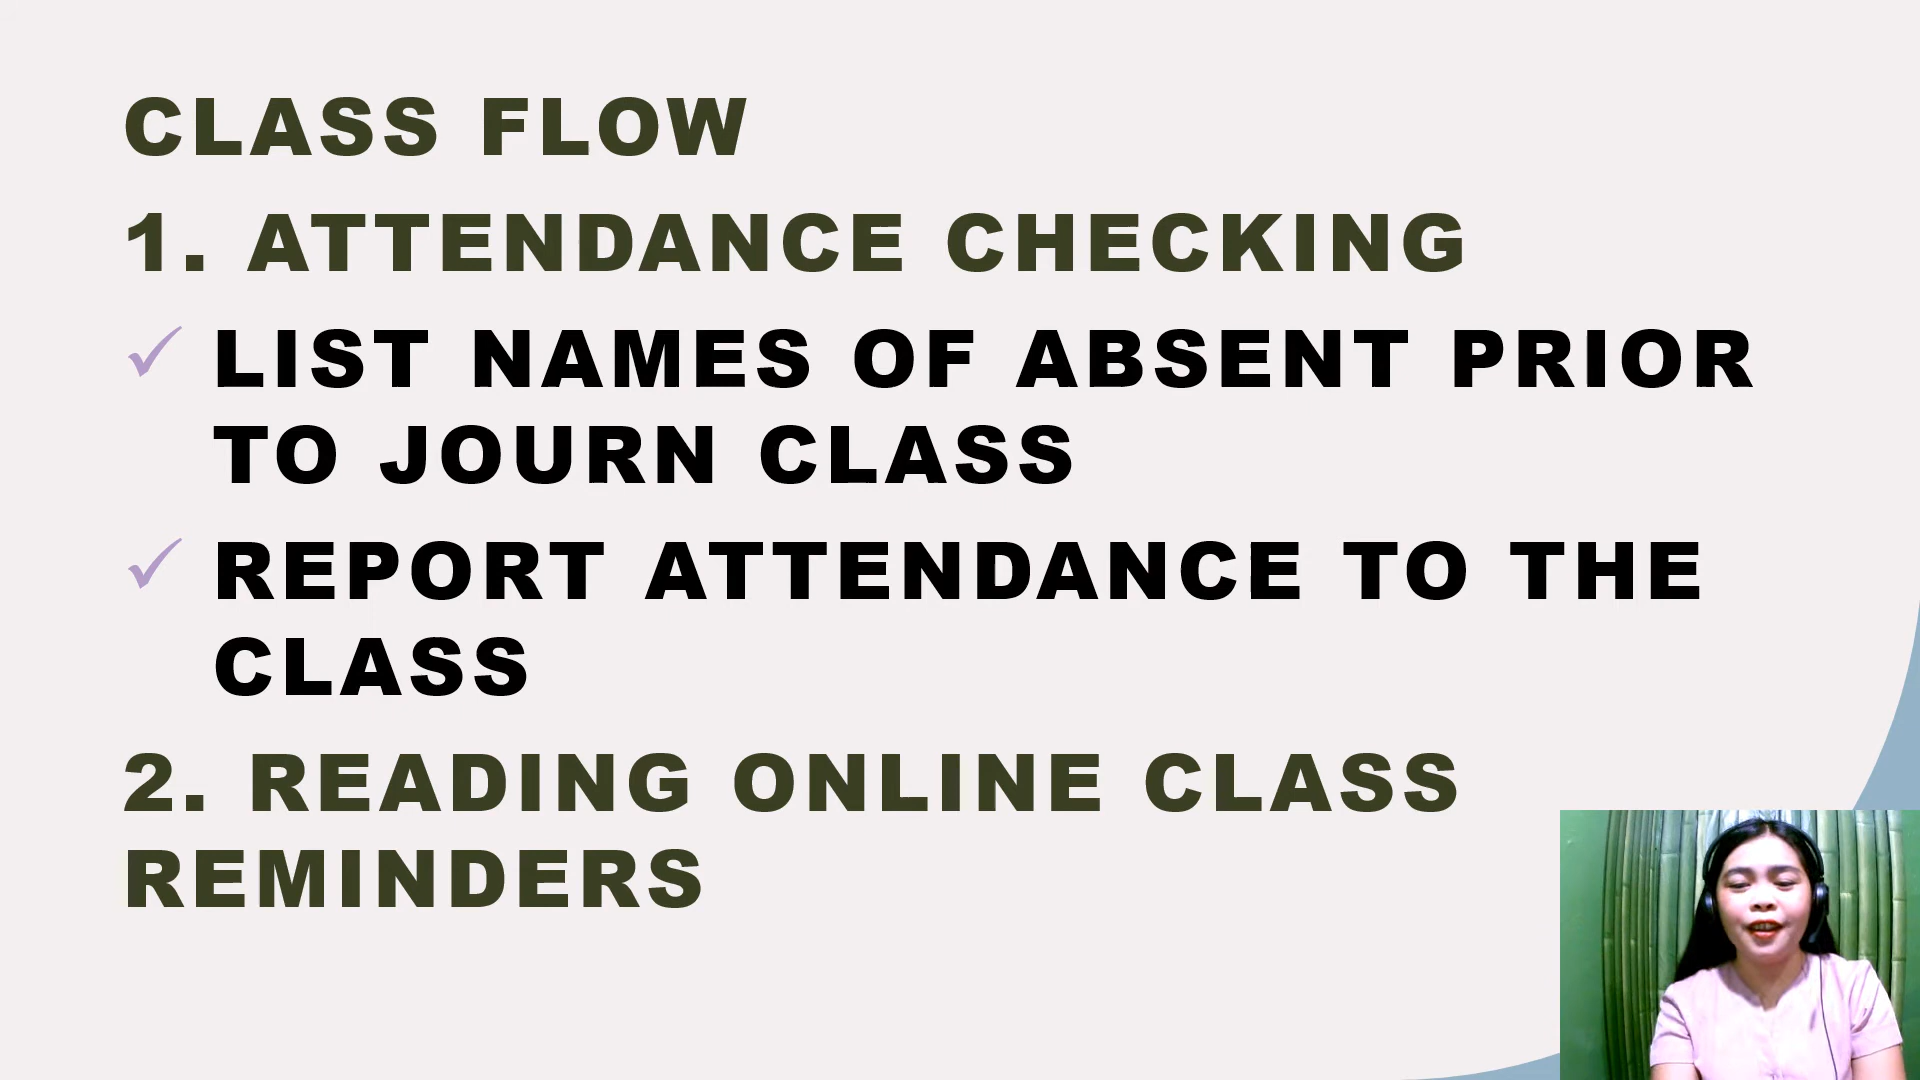 CLASS FLOW
1. ATTENDANCE CHECKING
✓ LIST NAMES OF ABSENT PRIOR
TO JOURN CLASS
✓ REPORT ATTENDANCE TO THE
CLASS
2. READING ONLINE CLASS
REMINDERS